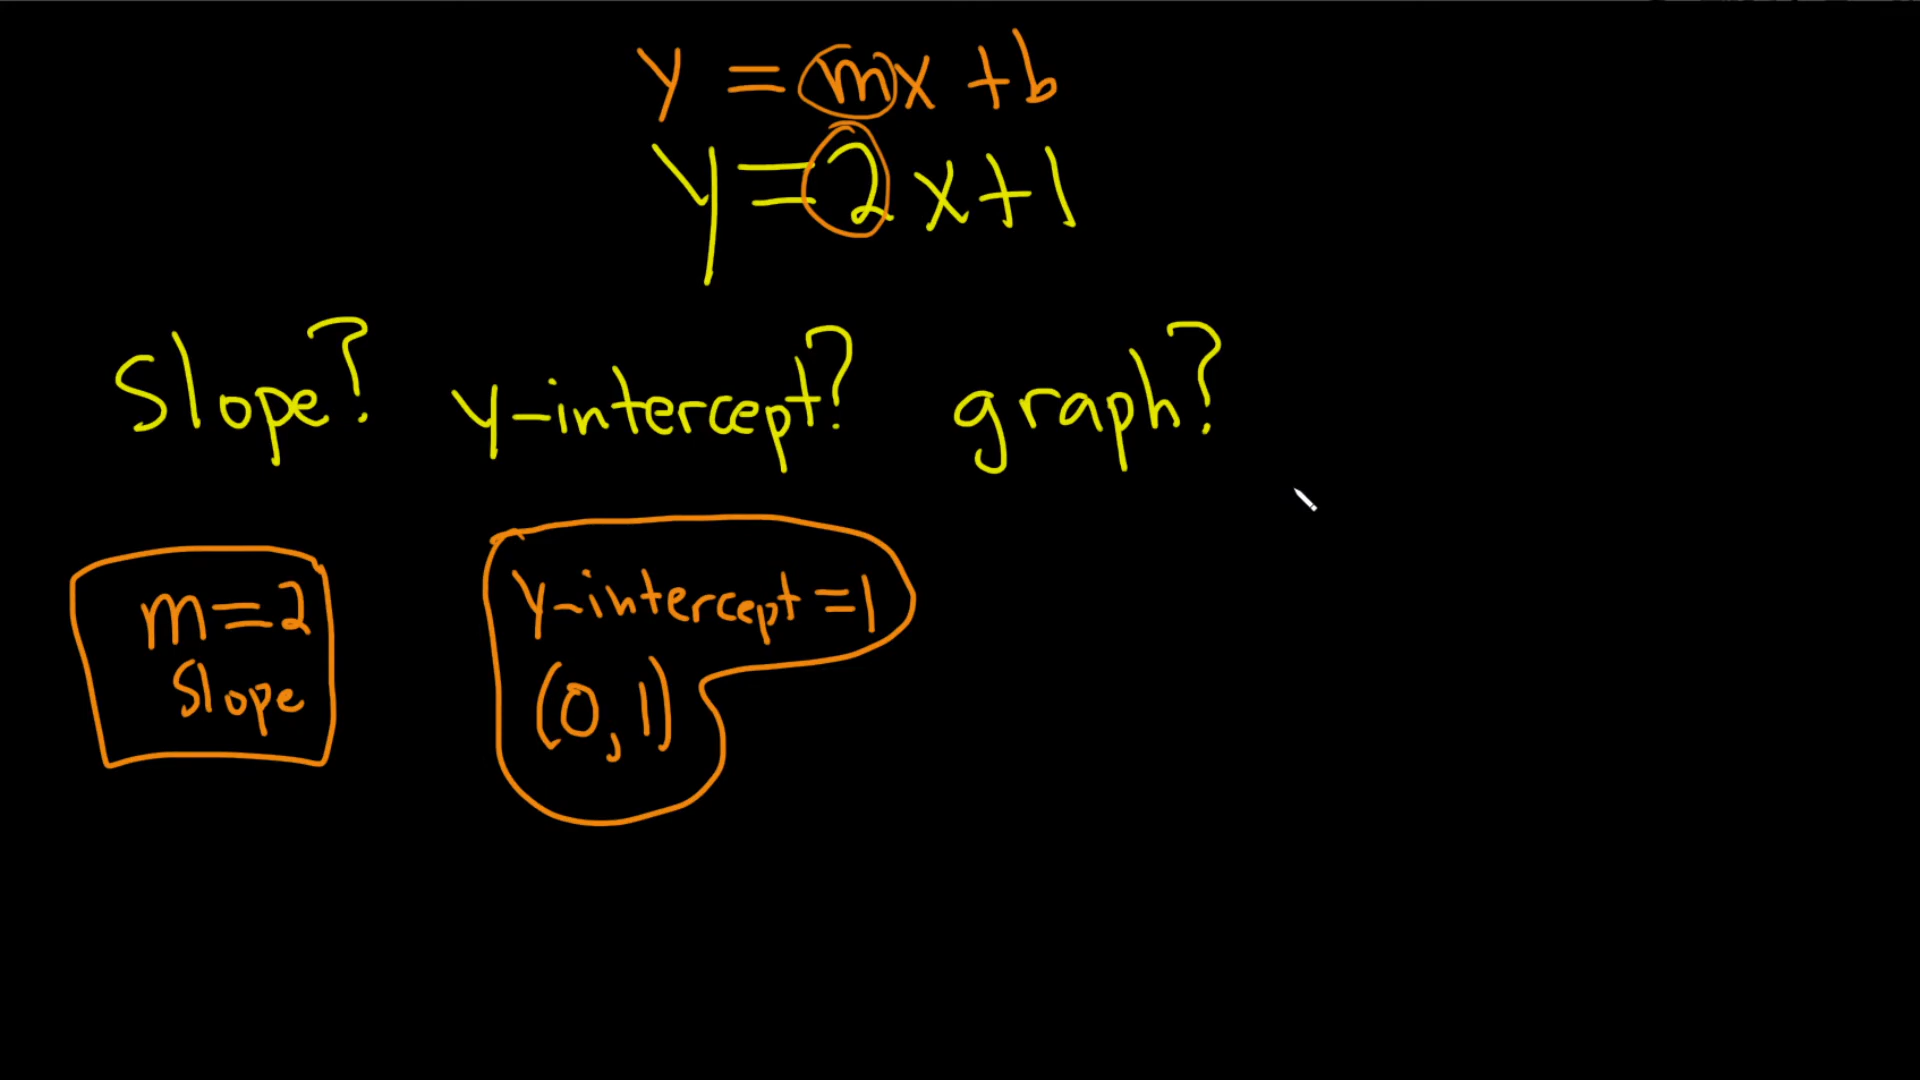 y = mx + b
y = 2x + 1
Slope? y-intercept? graph?
m = 2
Slope
y-intercept = 1
(0, 1)